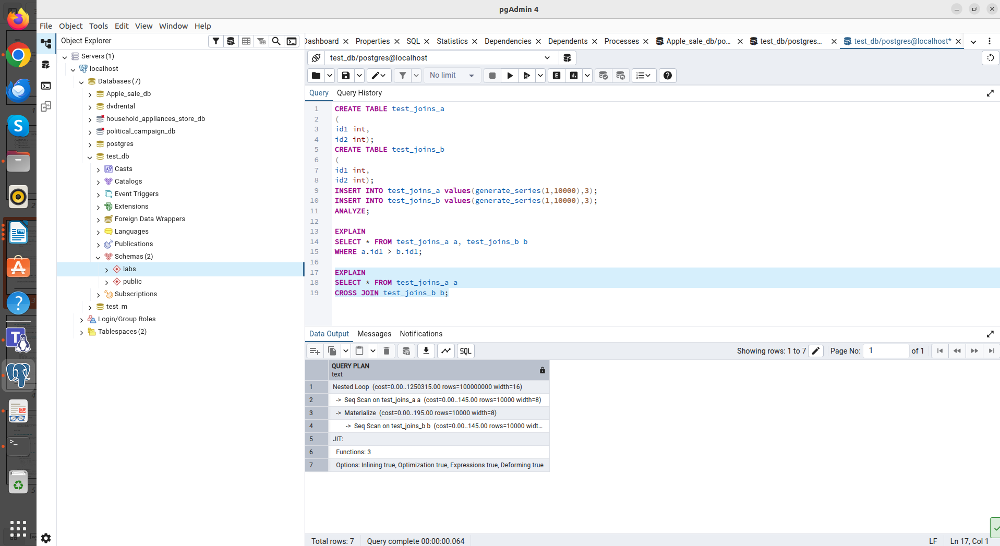 pgAdmin 4
File Object Tools Edit View Window Help
Object Explorer
Dashboard Properties SQL Statistics Dependencies Dependents Processes Apple_sale_db/po... test_db/postgres... test_db/postgres@localhost*
test_db/postgres@localhost
No limit
E
Query Query History
Servers (1)
localhost
Databases (7)
Apple_sale_db
dvdrental
household_appliances_store_db
political_campaign_db
postgres
test_db
Casts
Catalogs
Event Triggers
Extensions
Foreign Data Wrappers
Languages
Publications
Schemas (2)
labs
public
Subscriptions
test_m
Login/Group Roles
Tablespaces (2)
1 CREATE TABLE test_joins_a
2 (
3 id1 int,
4 id2 int);
5 CREATE TABLE test_joins_b
6 (
7 id1 int,
8 id2 int);
9 INSERT INTO test_joins_a values(generate_series(1,10000),3);
10 INSERT INTO test_joins_b values(generate_series(1,10000),3);
11 ANALYZE;
12
13 EXPLAIN
14 SELECT * FROM test_joins_a a, test_joins_b b
15 WHERE a.id1 > b.id1;
16
17 EXPLAIN
18 SELECT * FROM test_joins_a a
19 CROSS JOIN test_joins_b b;
Data Output Messages Notifications
SQL Showing rows: 1 to 7 Page No: 1 of 1
QUERY PLAN
text
1 Nested Loop (cost=0.00..1250315.00 rows=100000000 width=16)
2 -> Seq Scan on test_joins_a a (cost=0.00..145.00 rows=10000 width=8)
3 -> Materialize (cost=0.00..195.00 rows=10000 width=8)
4 -> Seq Scan on test_joins_b b (cost=0.00..145.00 rows=10000 widt...
5 JIT:
6 Functions: 3
7 Options: Inlining true, Optimization true, Expressions true, Deforming true
Total rows: 7 Query complete 00:00:00.064 LF Ln 17, Col 1